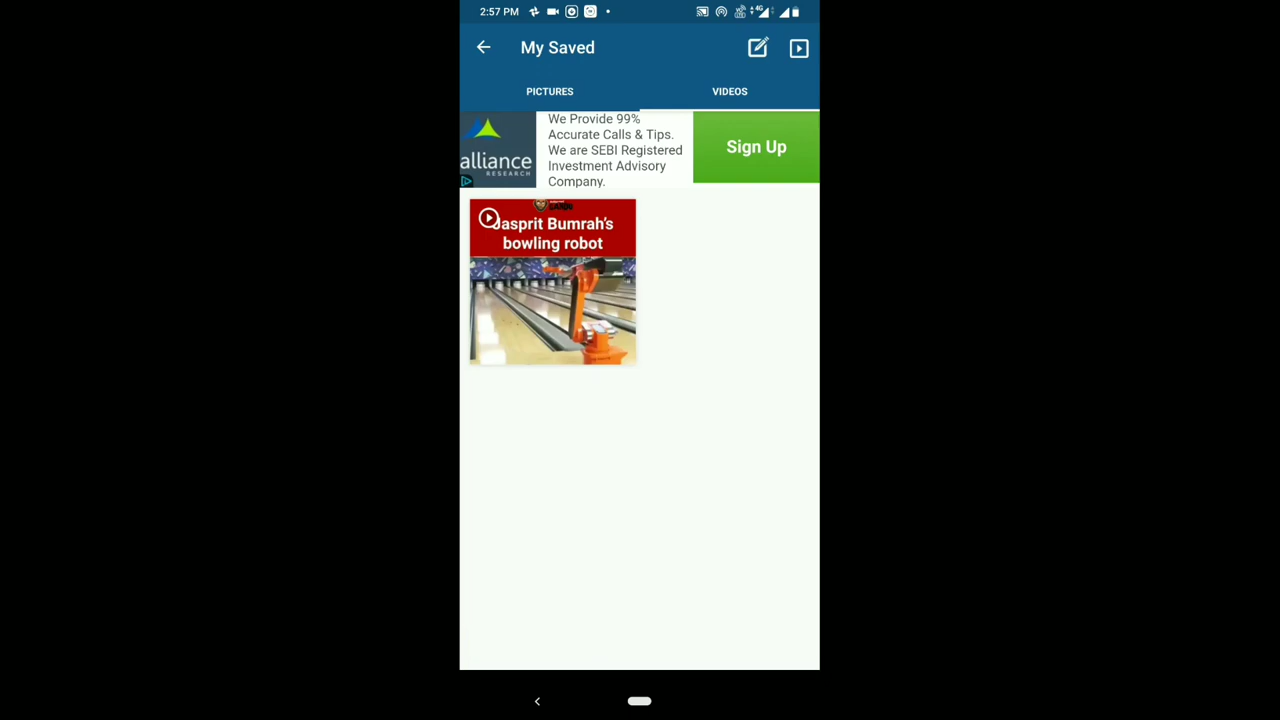 2:57 PM
4G
My Saved
PICTURES
VIDEOS
alliance
RESEARCH
We Provide 99%
Accurate Calls & Tips.
We are SEBI Registered
Investment Advisory
Company.
Sign Up
Jasprit Bumrah's
bowling robot